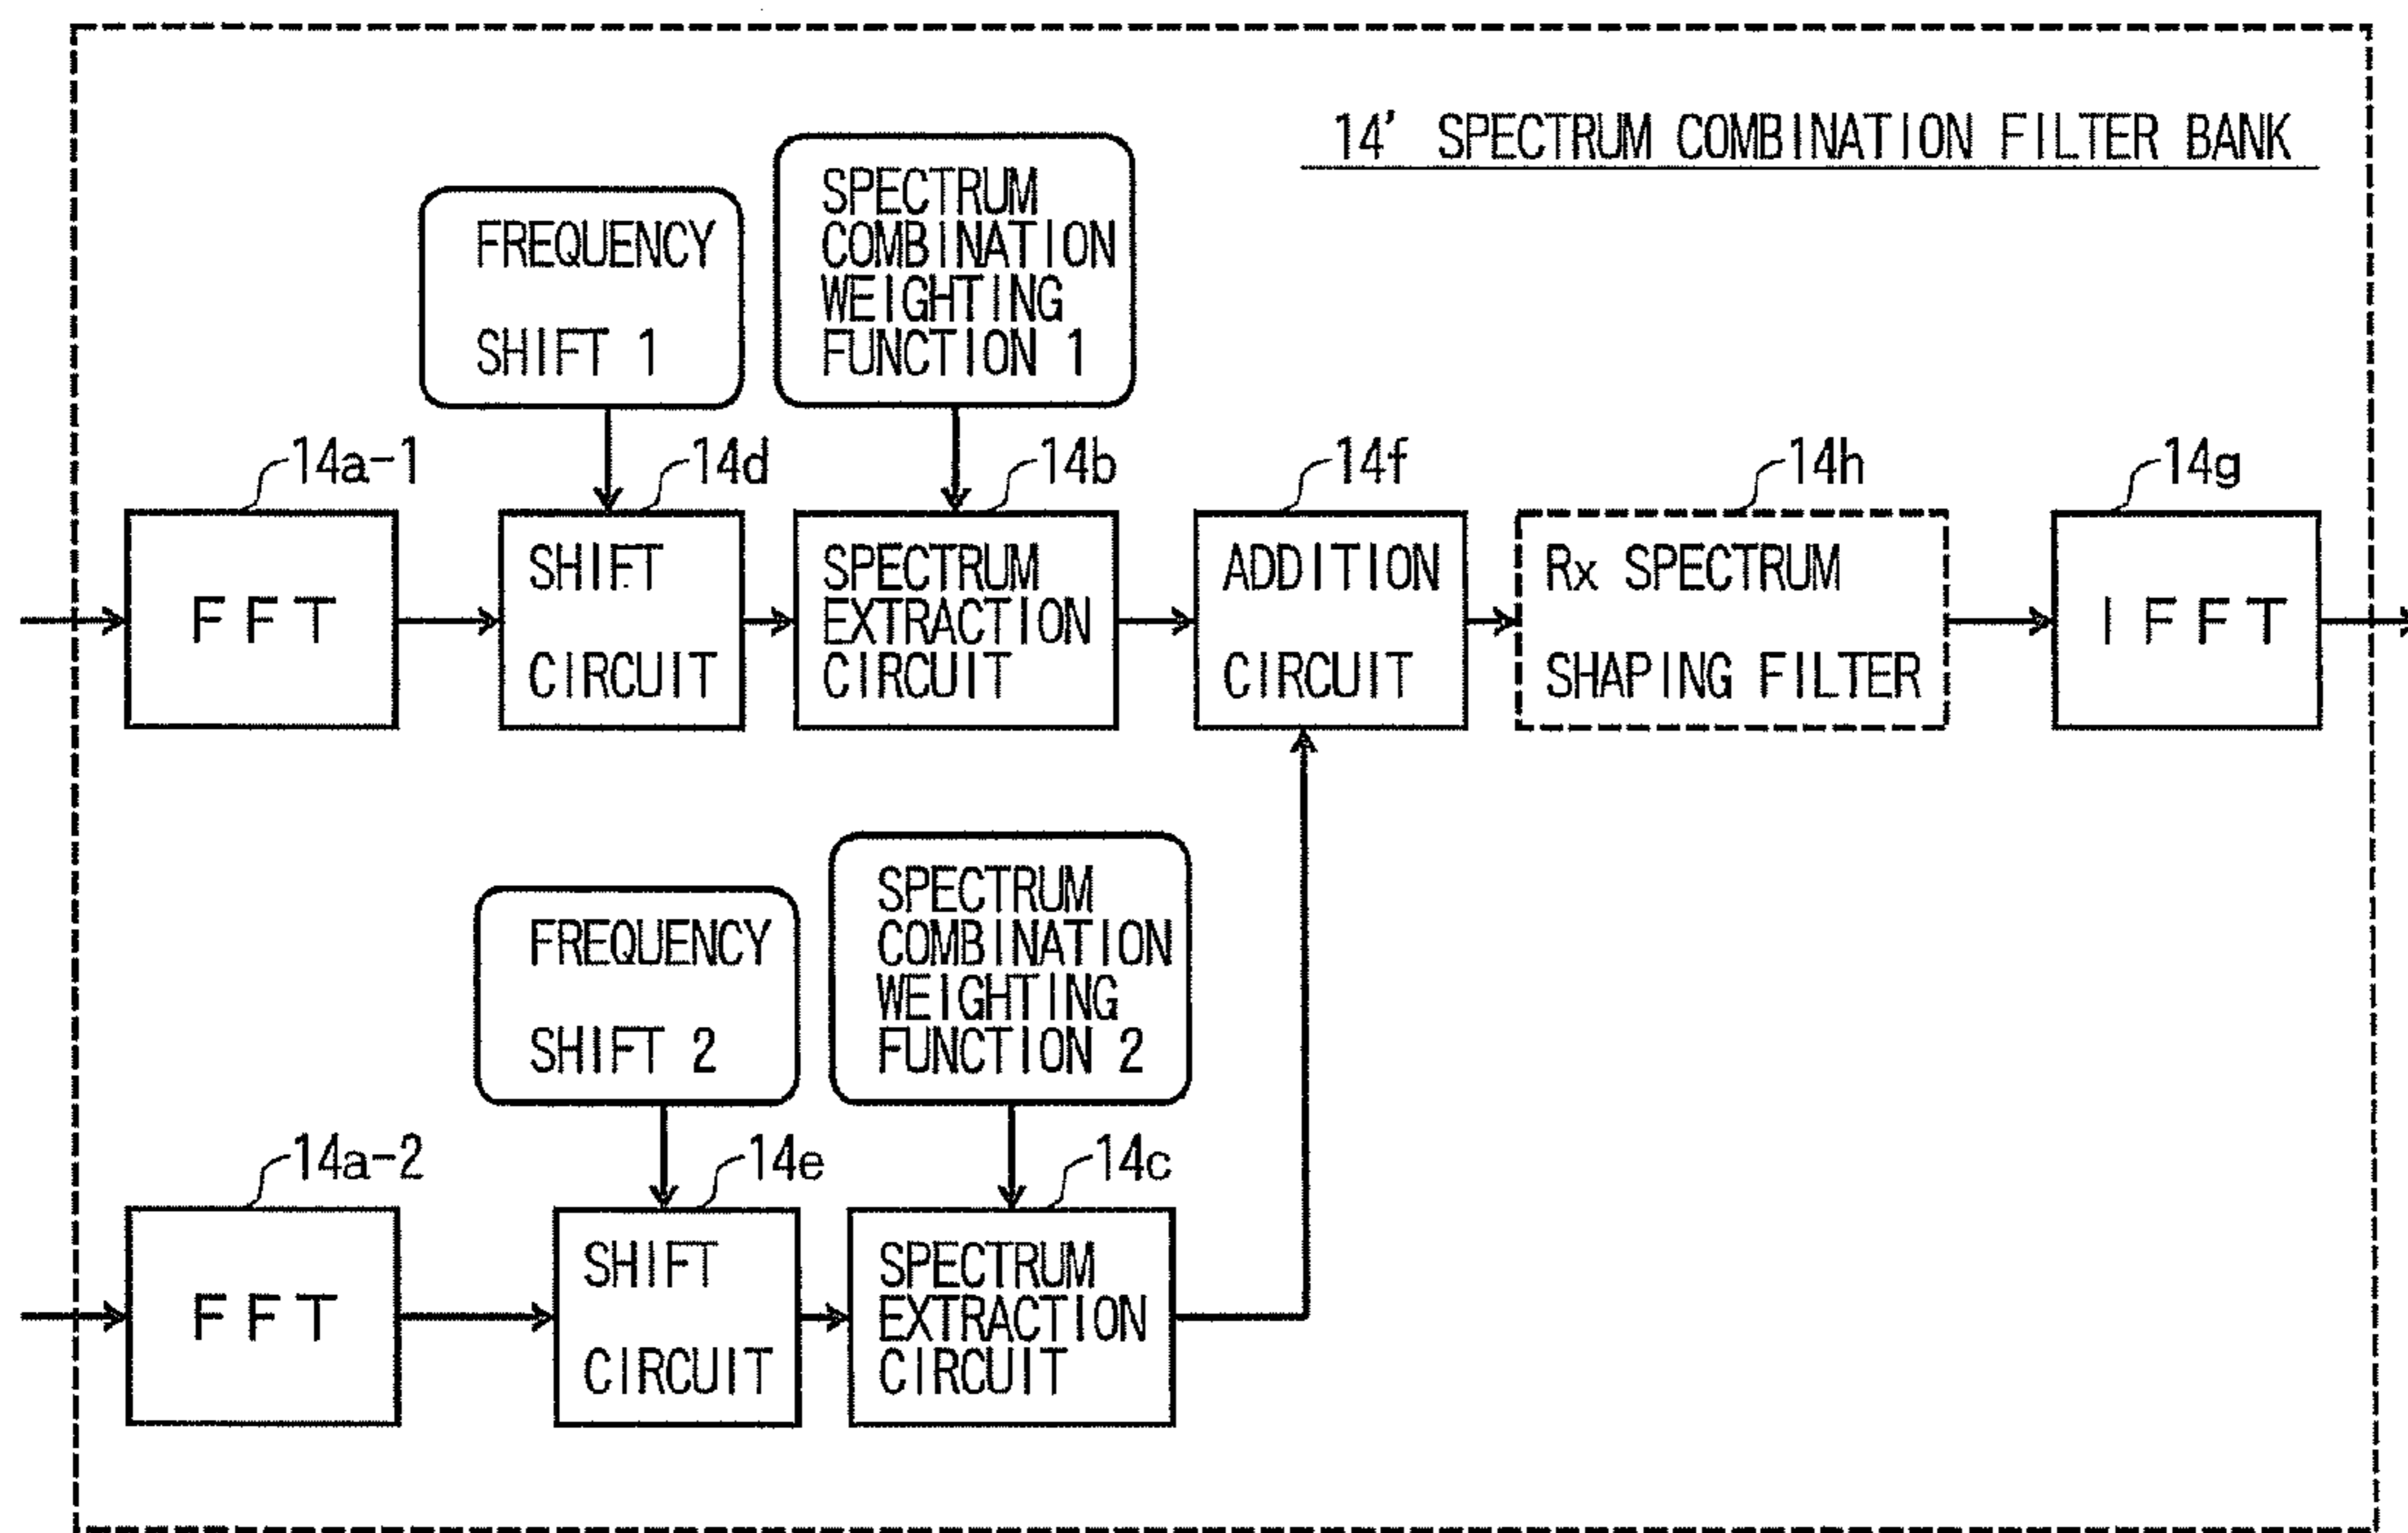 14' SPECTRUM COMBINATION FILTER BANK
FREQUENCY
SHIFT 1
SPECTRUM
COMBINATION
WEIGHTING
FUNCTION 1
14a-1
14d
14b
14f
14h
14g
FFT
SHIFT
CIRCUIT
SPECTRUM
EXTRACTION
CIRCUIT
ADDITION
CIRCUIT
Rx SPECTRUM
SHAPING FILTER
IFFT
FREQUENCY
SHIFT 2
SPECTRUM
COMBINATION
WEIGHTING
FUNCTION 2
14a-2
14e
14c
FFT
SHIFT
CIRCUIT
SPECTRUM
EXTRACTION
CIRCUIT